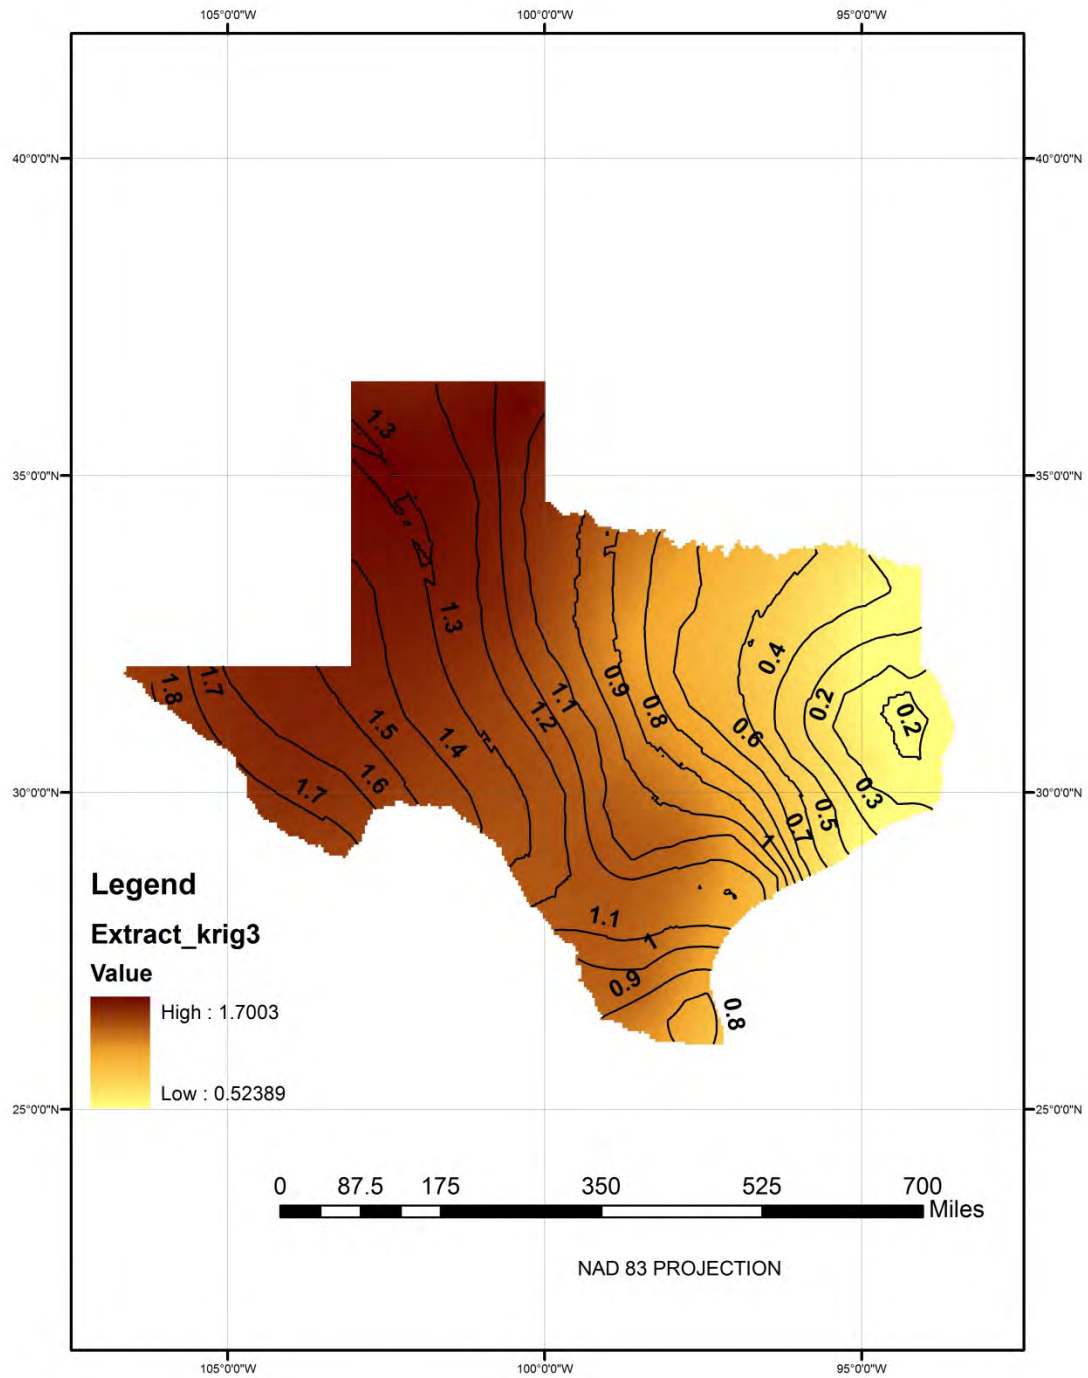 105°0'0"W 100°0'0"W 95°0'0"W
40°0'0"N 40°0'0"N
1.3
35°0'0"N 35°0'0"N
1.3
0.4
1.8 1.7 0.9 0.2 0.2
1.1 0.8
1.5 1.4 1.2 0.6
1.7 1.6 0.3
30°0'0"N 30°0'0"N
1 0.7 0.5
Legend
1.1
Extract_krig3
1
Value
0.9
High : 1.7003 0.8
Low : 0.52389
25°0'0"N 25°0'0"N
0 87.5 175 350 525 700
Miles
NAD 83 PROJECTION
105°0'0"W 100°0'0"W 95°0'0"W